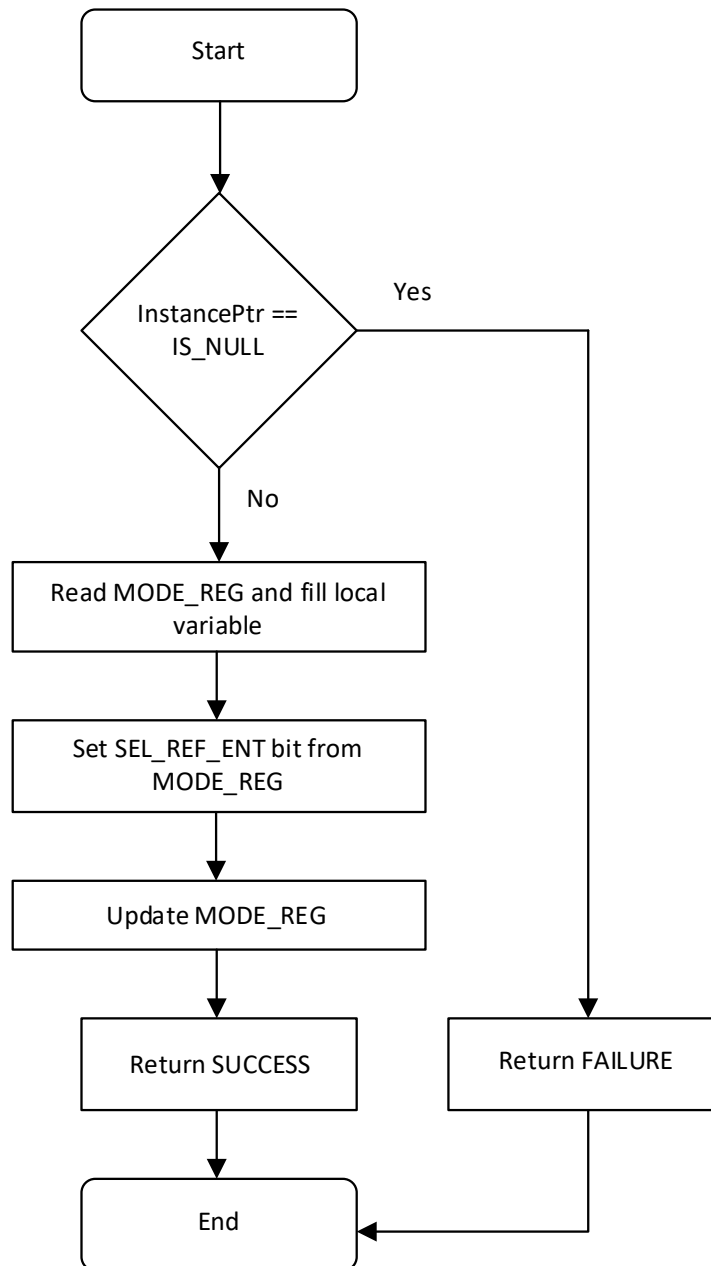 Start
InstancePtr ==
IS_NULL
Yes
No
Read MODE_REG and fill local
variable
Set SEL_REF_ENT bit from
MODE_REG
Update MODE_REG
Return SUCCESS
Return FAILURE
End